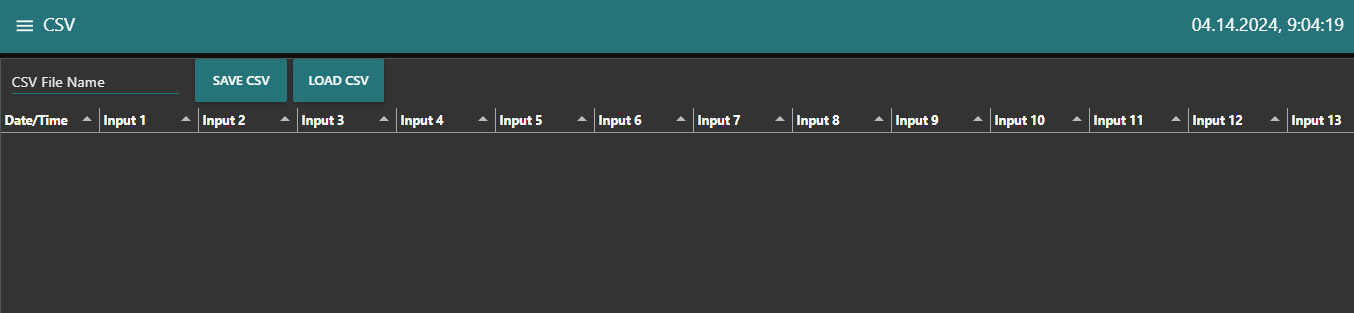 CSV 04.14.2024, 9:04:19
CSV File Name SAVE CSV LOAD CSV
Date/Time Input 1 Input 2 Input 3 Input 4 Input 5 Input 6 Input 7 Input 8 Input 9 Input 10 Input 11 Input 12 Input 13